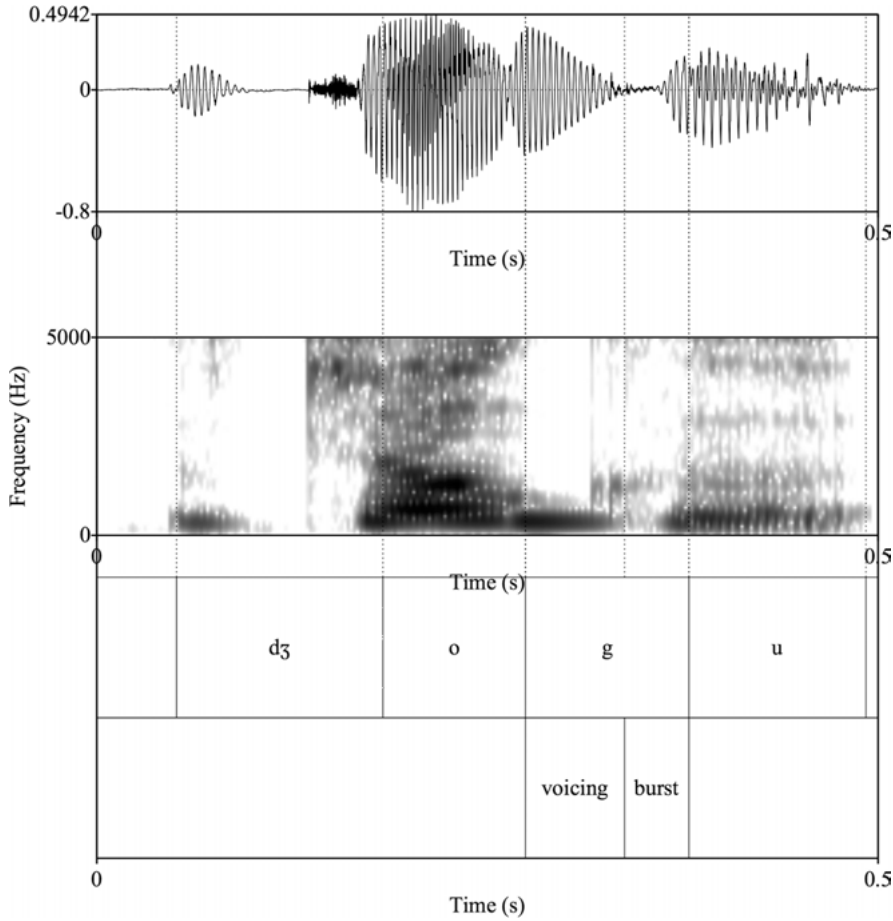 0.4942
0
-0.8
0 0.5
Time (s)
5000
Frequency (Hz)
0
0 0.5
Time (s)
dʒ o g u
voicing burst
0 0.5
Time (s)